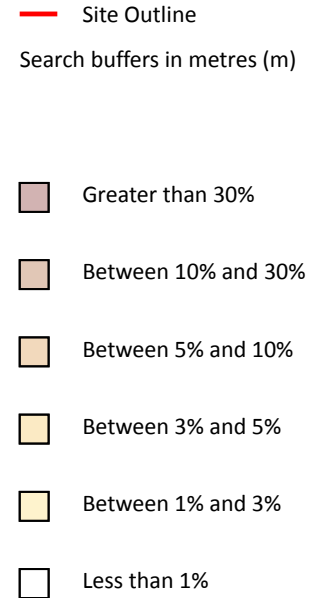 Site Outline
Search buffers in metres (m)
Greater than 30%
Between 10% and 30%
Between 5% and 10%
Between 3% and 5%
Between 1% and 3%
Less than 1%